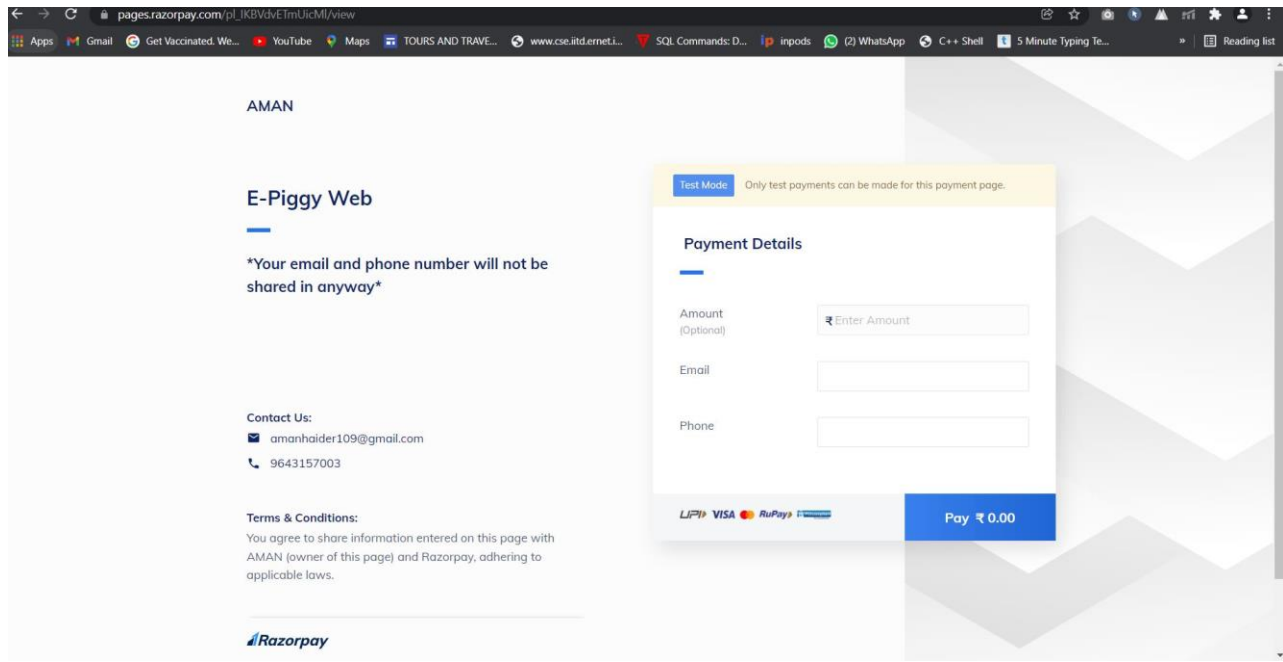 pages.razorpay.com/pl_IKBVdvETmUicMl/view
Apps Gmail Get Vaccinated. We... YouTube Maps TOURS AND TRAVE... www.cse.iitd.ernet.i... SQL Commands: D... inpods (2) WhatsApp C++ Shell 5 Minute Typing Te... » Reading list
AMAN
E-Piggy Web
*Your email and phone number will not be
shared in anyway*
Contact Us:
amanhaider109@gmail.com
9643157003
Terms & Conditions:
You agree to share information entered on this page with
AMAN (owner of this page) and Razorpay, adhering to
applicable laws.
Razorpay
Test Mode Only test payments can be made for this payment page.
Payment Details
Amount ₹ Enter Amount
(Optional)
Email
Phone
UPI VISA RuPay Pay ₹ 0.00